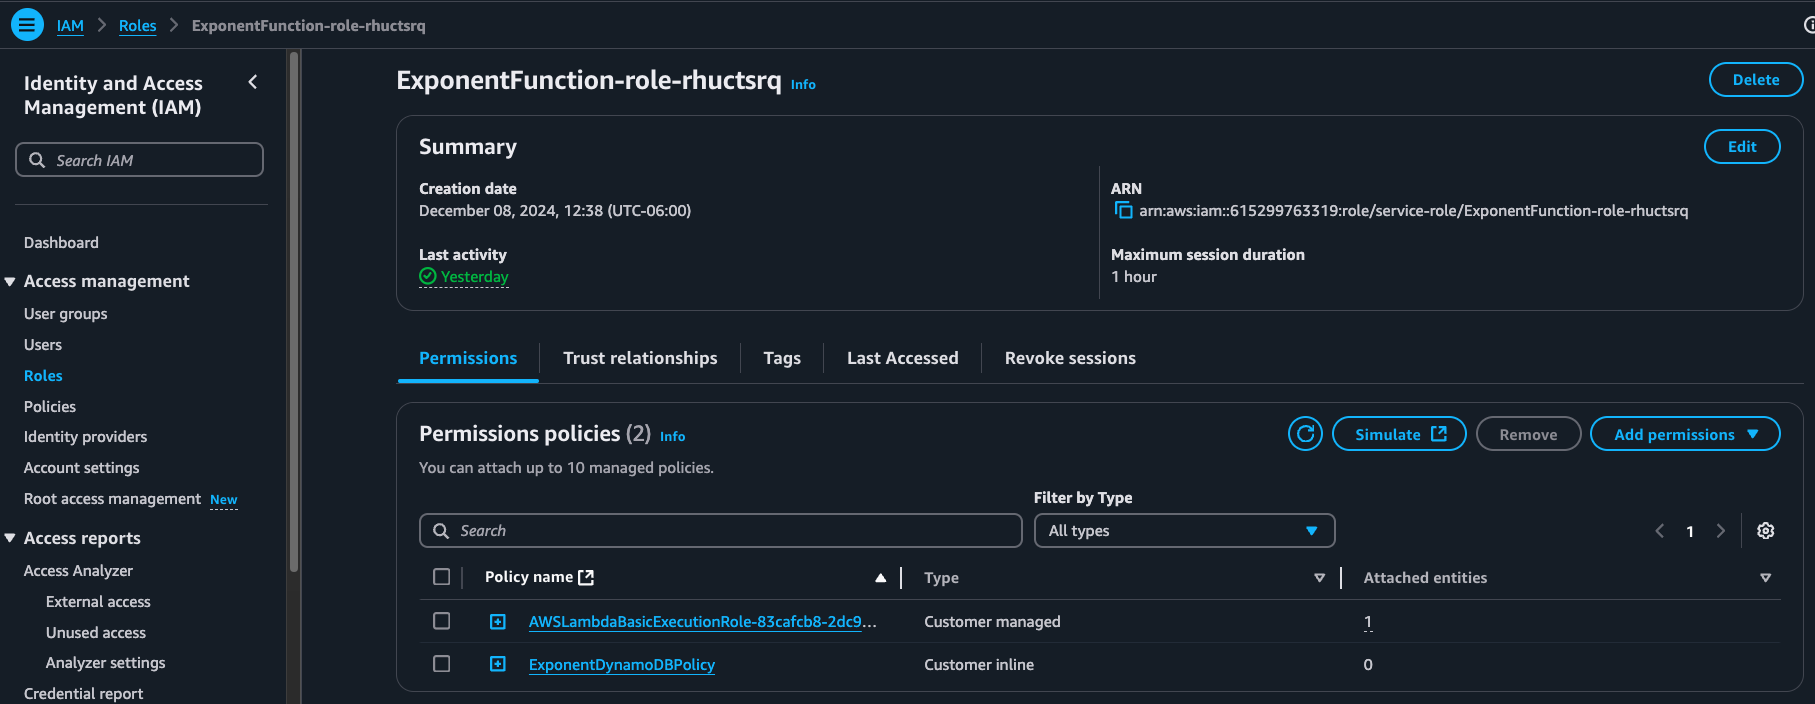 IAM > Roles > ExponentFunction-role-rhuctsrq
Identity and Access
Management (IAM)
Search IAM
Dashboard
Access management
User groups
Users
Roles
Policies
Identity providers
Account settings
Root access management New
Access reports
Access Analyzer
External access
Unused access
Analyzer settings
Credential report
ExponentFunction-role-rhuctsrq Info
Delete
Summary
Edit
Creation date
December 08, 2024, 12:38 (UTC-06:00)
ARN
arn:aws:iam::615299763319:role/service-role/ExponentFunction-role-rhuctsrq
Last activity
Yesterday
Maximum session duration
1 hour
Permissions Trust relationships Tags Last Accessed Revoke sessions
Permissions policies (2) Info
Simulate Remove Add permissions
You can attach up to 10 managed policies.
Filter by Type
Search
All types
1
Policy name Type Attached entities
AWSLambdaBasicExecutionRole-83cafcb8-2dc9... Customer managed 1
ExponentDynamoDBPolicy Customer inline 0